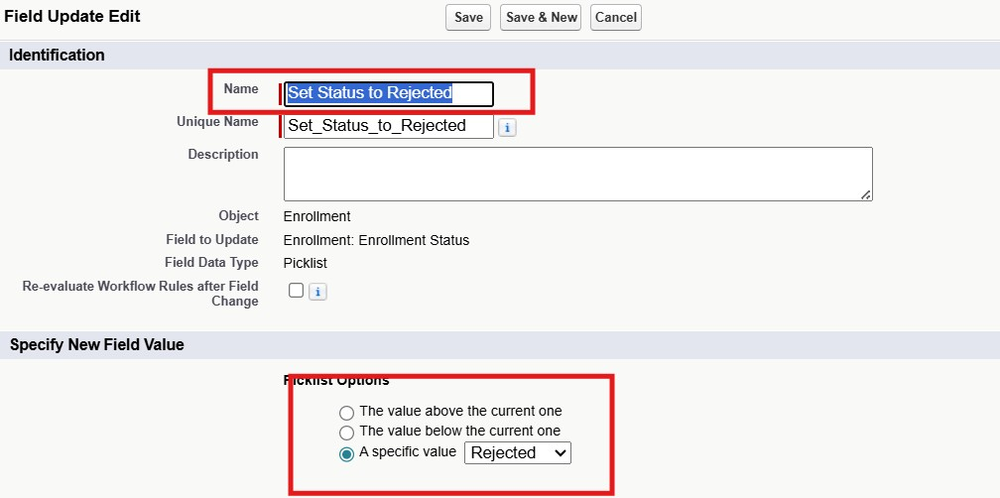 Field Update Edit
Save
Save & New
Cancel
Identification
Name
Set Status to Rejected
Unique Name
Set_Status_to_Rejected
i
Description
Object
Enrollment
Field to Update
Enrollment: Enrollment Status
Field Data Type
Picklist
Re-evaluate Workflow Rules after Field
Change
i
Specify New Field Value
Picklist Options
The value above the current one
The value below the current one
A specific value
Rejected